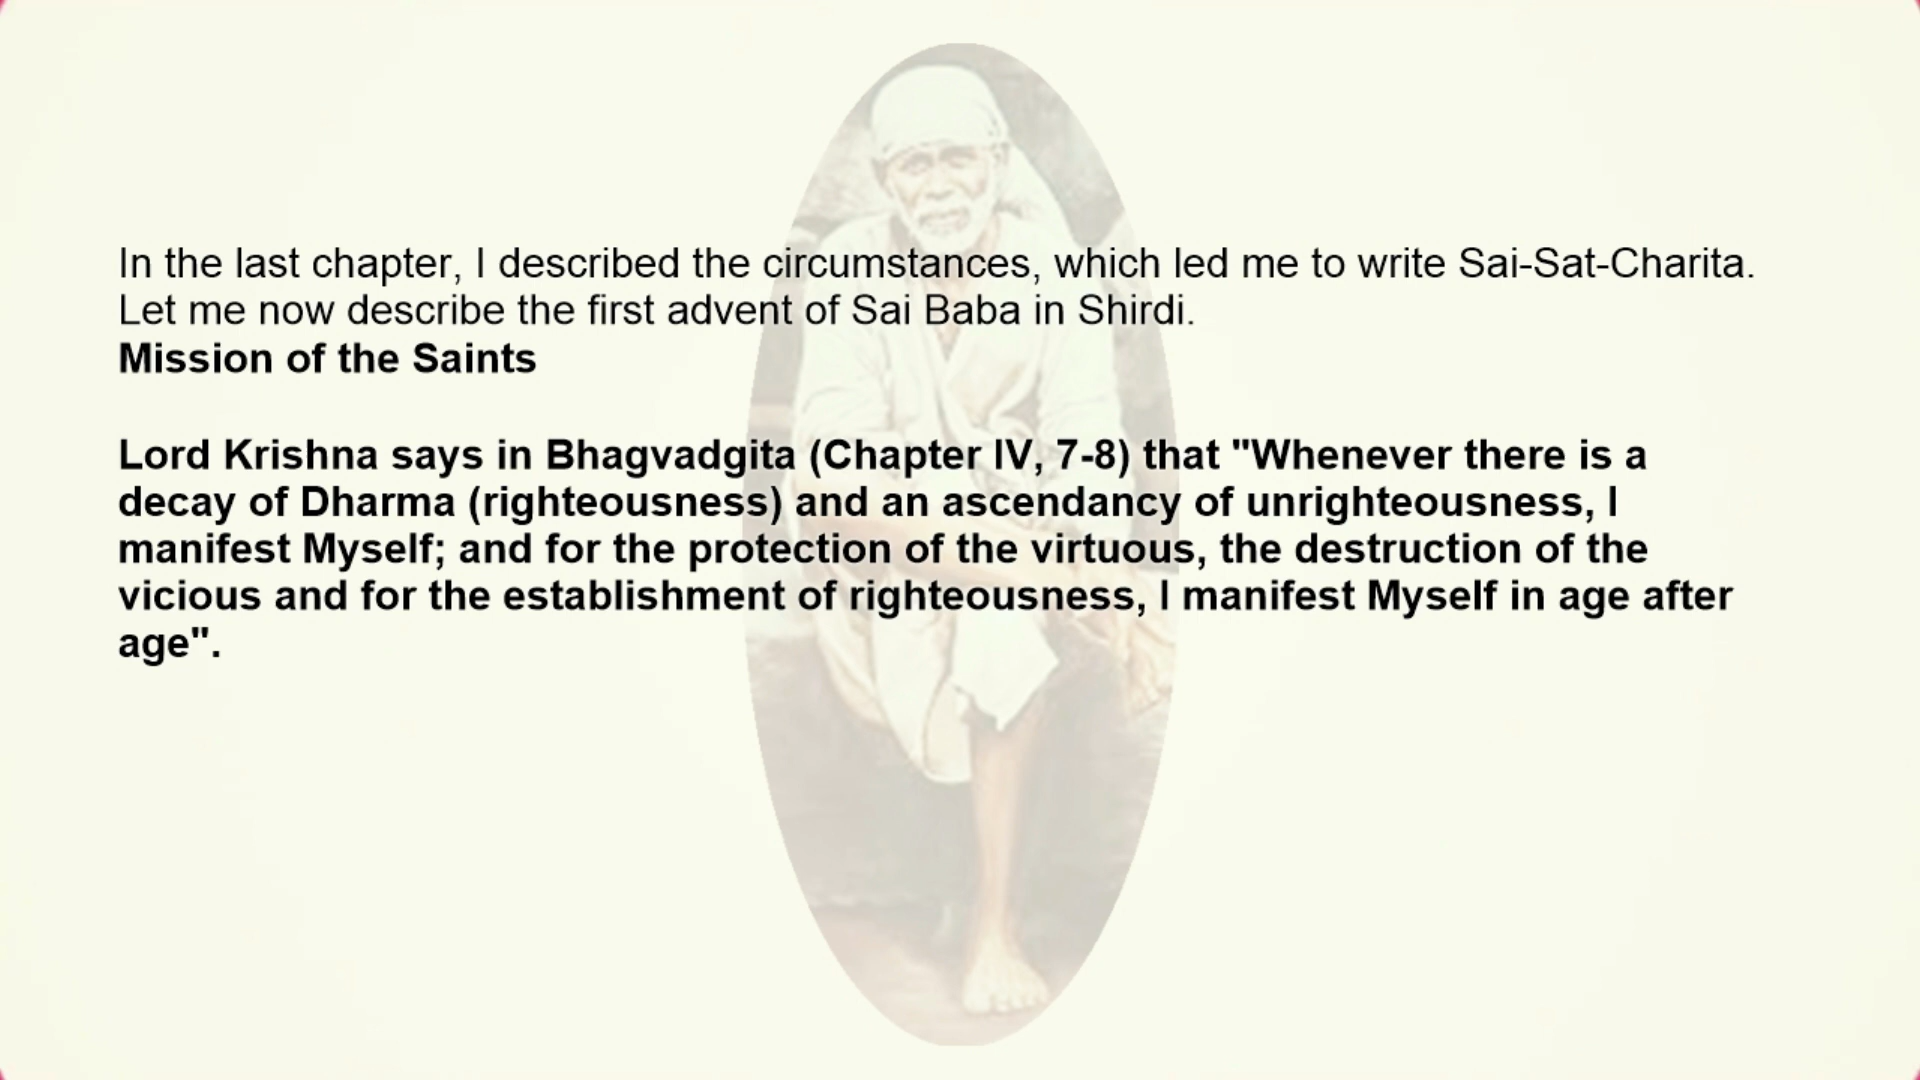 In the last chapter, I described the circumstances, which led me to write Sai-Sat-Charita.
Let me now describe the first advent of Sai Baba in Shirdi.
Mission of the Saints
Lord Krishna says in Bhagvadgita (Chapter IV, 7-8) that "Whenever there is a
decay of Dharma (righteousness) and an ascendancy of unrighteousness, I
manifest Myself; and for the protection of the virtuous, the destruction of the
vicious and for the establishment of righteousness, I manifest Myself in age after
age".